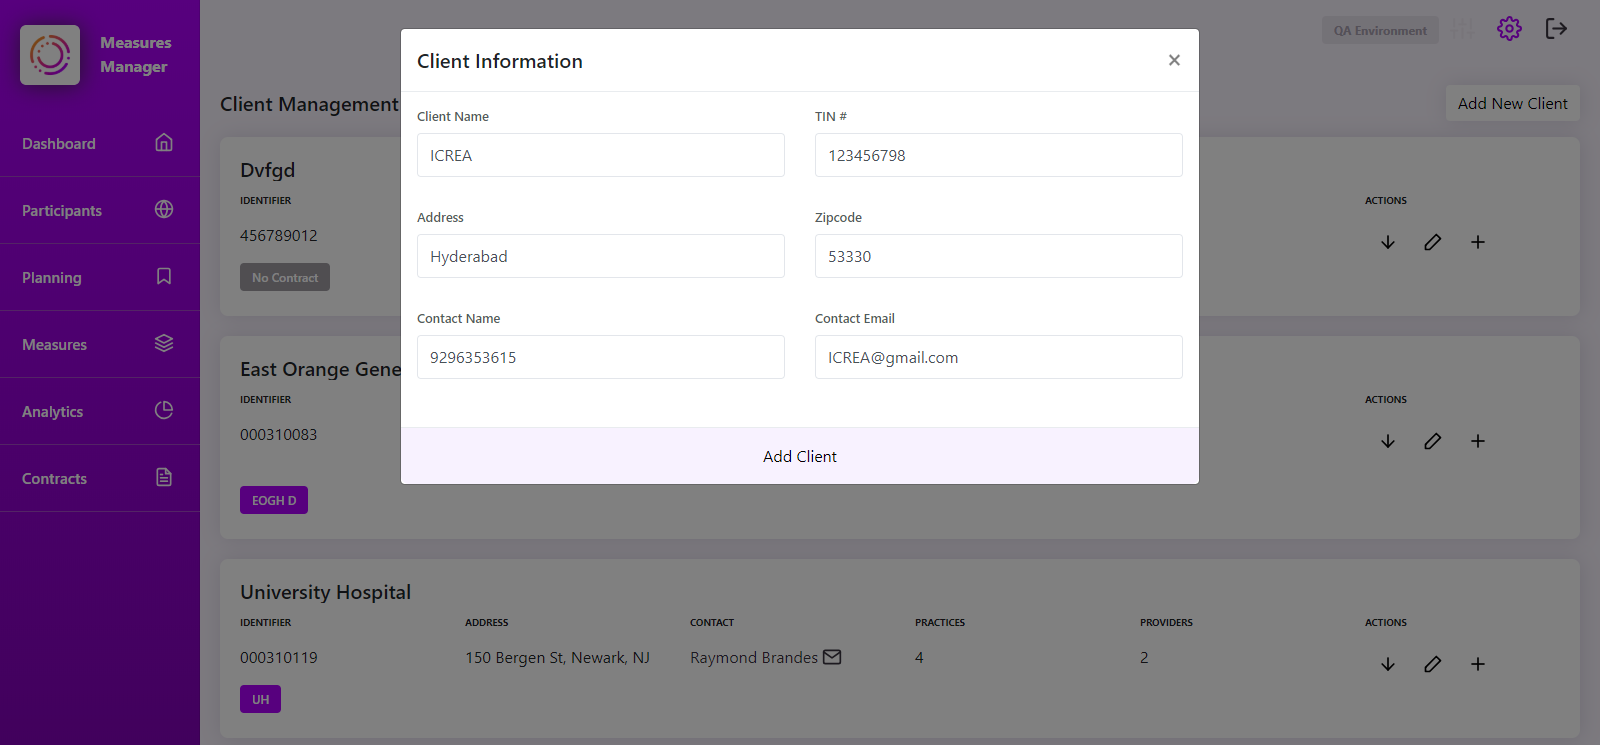 Measures
Manager
Dashboard
Participants
Planning
Measures
Analytics
Contracts
QA Environment
Client Management
Add New Client
Dvfgd
IDENTIFIER
456789012
No Contract
ACTIONS
East Orange Gene
IDENTIFIER
000310083
EOGH D
ACTIONS
University Hospital
IDENTIFIER ADDRESS CONTACT PRACTICES PROVIDERS ACTIONS
000310119 150 Bergen St, Newark, NJ Raymond Brandes 4 2
UH
Client Information ×
Client Name TIN #
ICREA 123456798
Address Zipcode
Hyderabad 53330
Contact Name Contact Email
9296353615 ICREA@gmail.com
Add Client